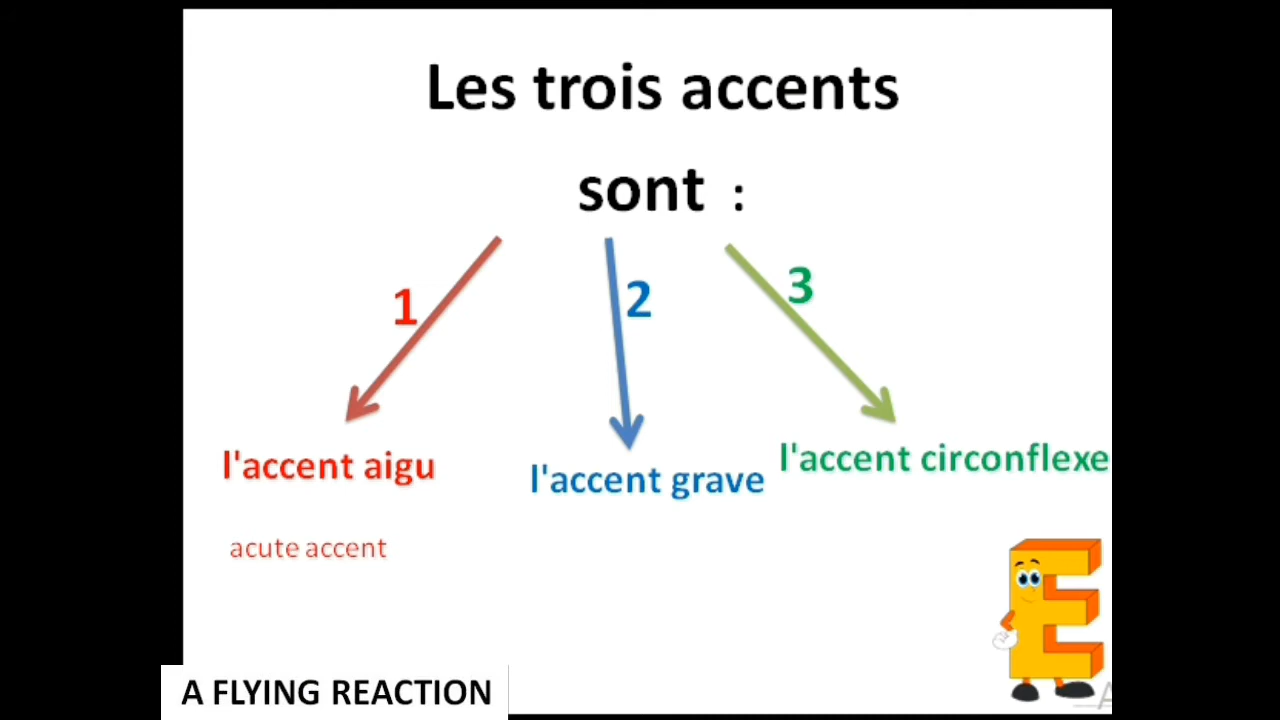 Les trois accents
sont :
1
2
3
l'accent aigu
l'accent grave
l'accent circonflexe
acute accent
A FLYING REACTION